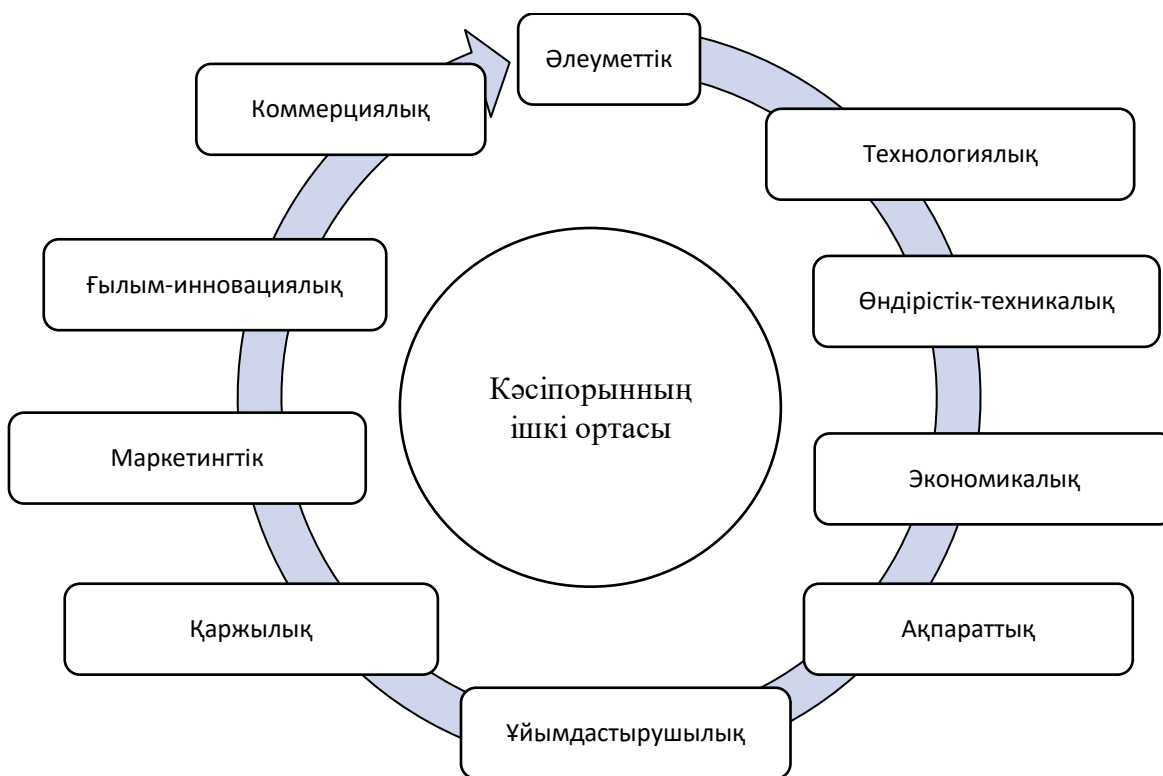 Әлеуметтік
Технологиялық
Өндірістік-техникалық
Экономикалық
Ақпараттық
Ұйымдастырушылық
Қаржылық
Маркетингтік
Ғылым-инновациялық
Коммерциялық
Кәсіпорынның
ішкі ортасы